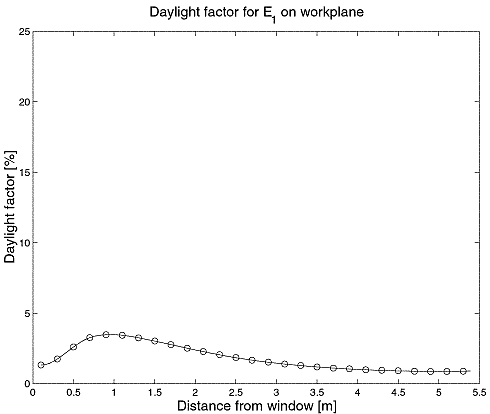 Daylight factor for E1 on workplane
25
20
15
10
5
0
Daylight factor [%]
0 0.5 1 1.5 2 2.5 3 3.5 4 4.5 5 5.5
Distance from window [m]